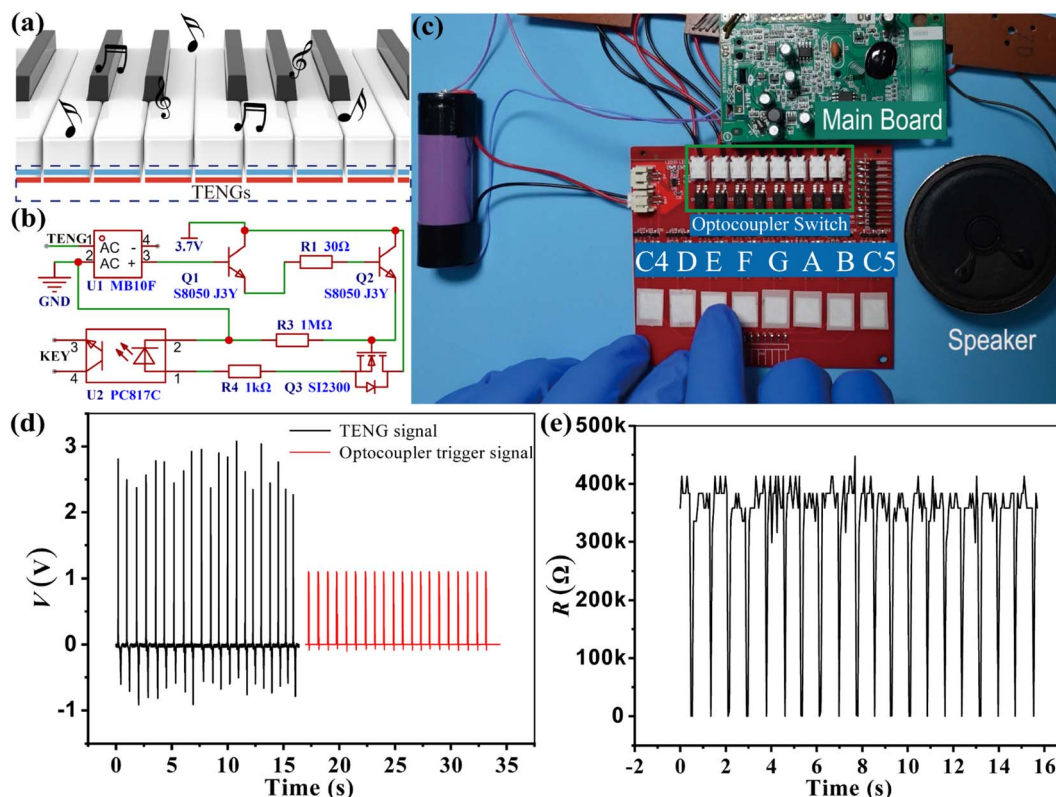 (a)
TENGs
(b)
TENG
1
2
AC -
AC +
4
3
U1 MB10F
GND
3.7V
Q1
S8050 J3Y
R1 30Ω
Q2
S8050 J3Y
R3 1MΩ
KEY
3
4
2
1
U2 PC817C
R4 1kΩ
Q3 SI2300
(c)
Main Board
Optocoupler Switch
C4 D E F G A B C5
Speaker
(d)
TENG signal
Optocoupler trigger signal
V (V)
3
2
1
0
-1
0 5 10 15 20 25 30 35
Time (s)
(e)
R (Ω)
500k
400k
300k
200k
100k
0
-2 0 2 4 6 8 10 12 14 16
Time (s)